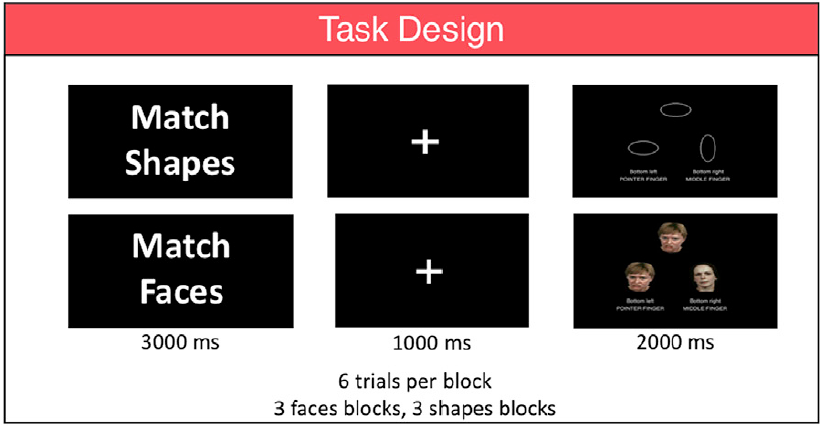 Task Design
Match
Shapes
+
Bottom left
Bottom right
POINTER FINGER
MIDDLE FINGER
Match
Faces
+
Bottom left
Bottom right
POINTER FINGER
MIDDLE FINGER
3000 ms
1000 ms
2000 ms
6 trials per block
3 faces blocks, 3 shapes blocks